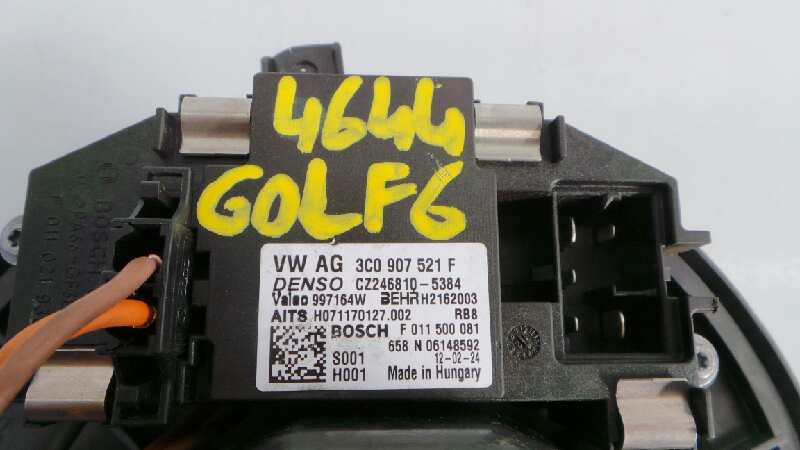 4644
GOLF6
VW AG 3C0 907 521 F
DENSO CZ246810-5384
Valeo 997164W BEHR H2162003
AITS H071170127.002 RB8
BOSCH F 011 500 081
658 N 06148592
S001 12-02-24
H001 Made in Hungary
BOSCH